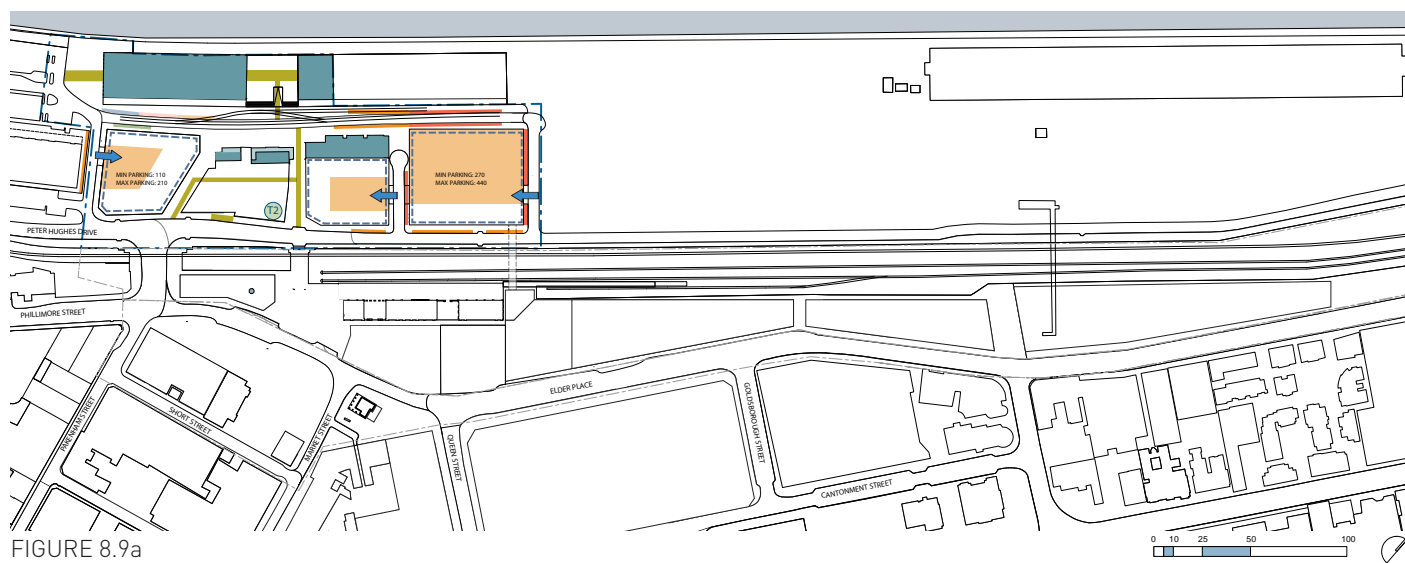 MIN PARKING: 110
MAX PARKING: 210
MIN PARKING: 270
MAX PARKING: 440
T2
PETER HUGHES DRIVE
PHILLIMORE STREET
PAKENHAM STREET
SHORT STREET
MARKET STREET
QUEEN STREET
ELDER PLACE
GOLDSBOROUGH STREET
CANTONMENT STREET
FIGURE 8.9a
0 10 25 50 100